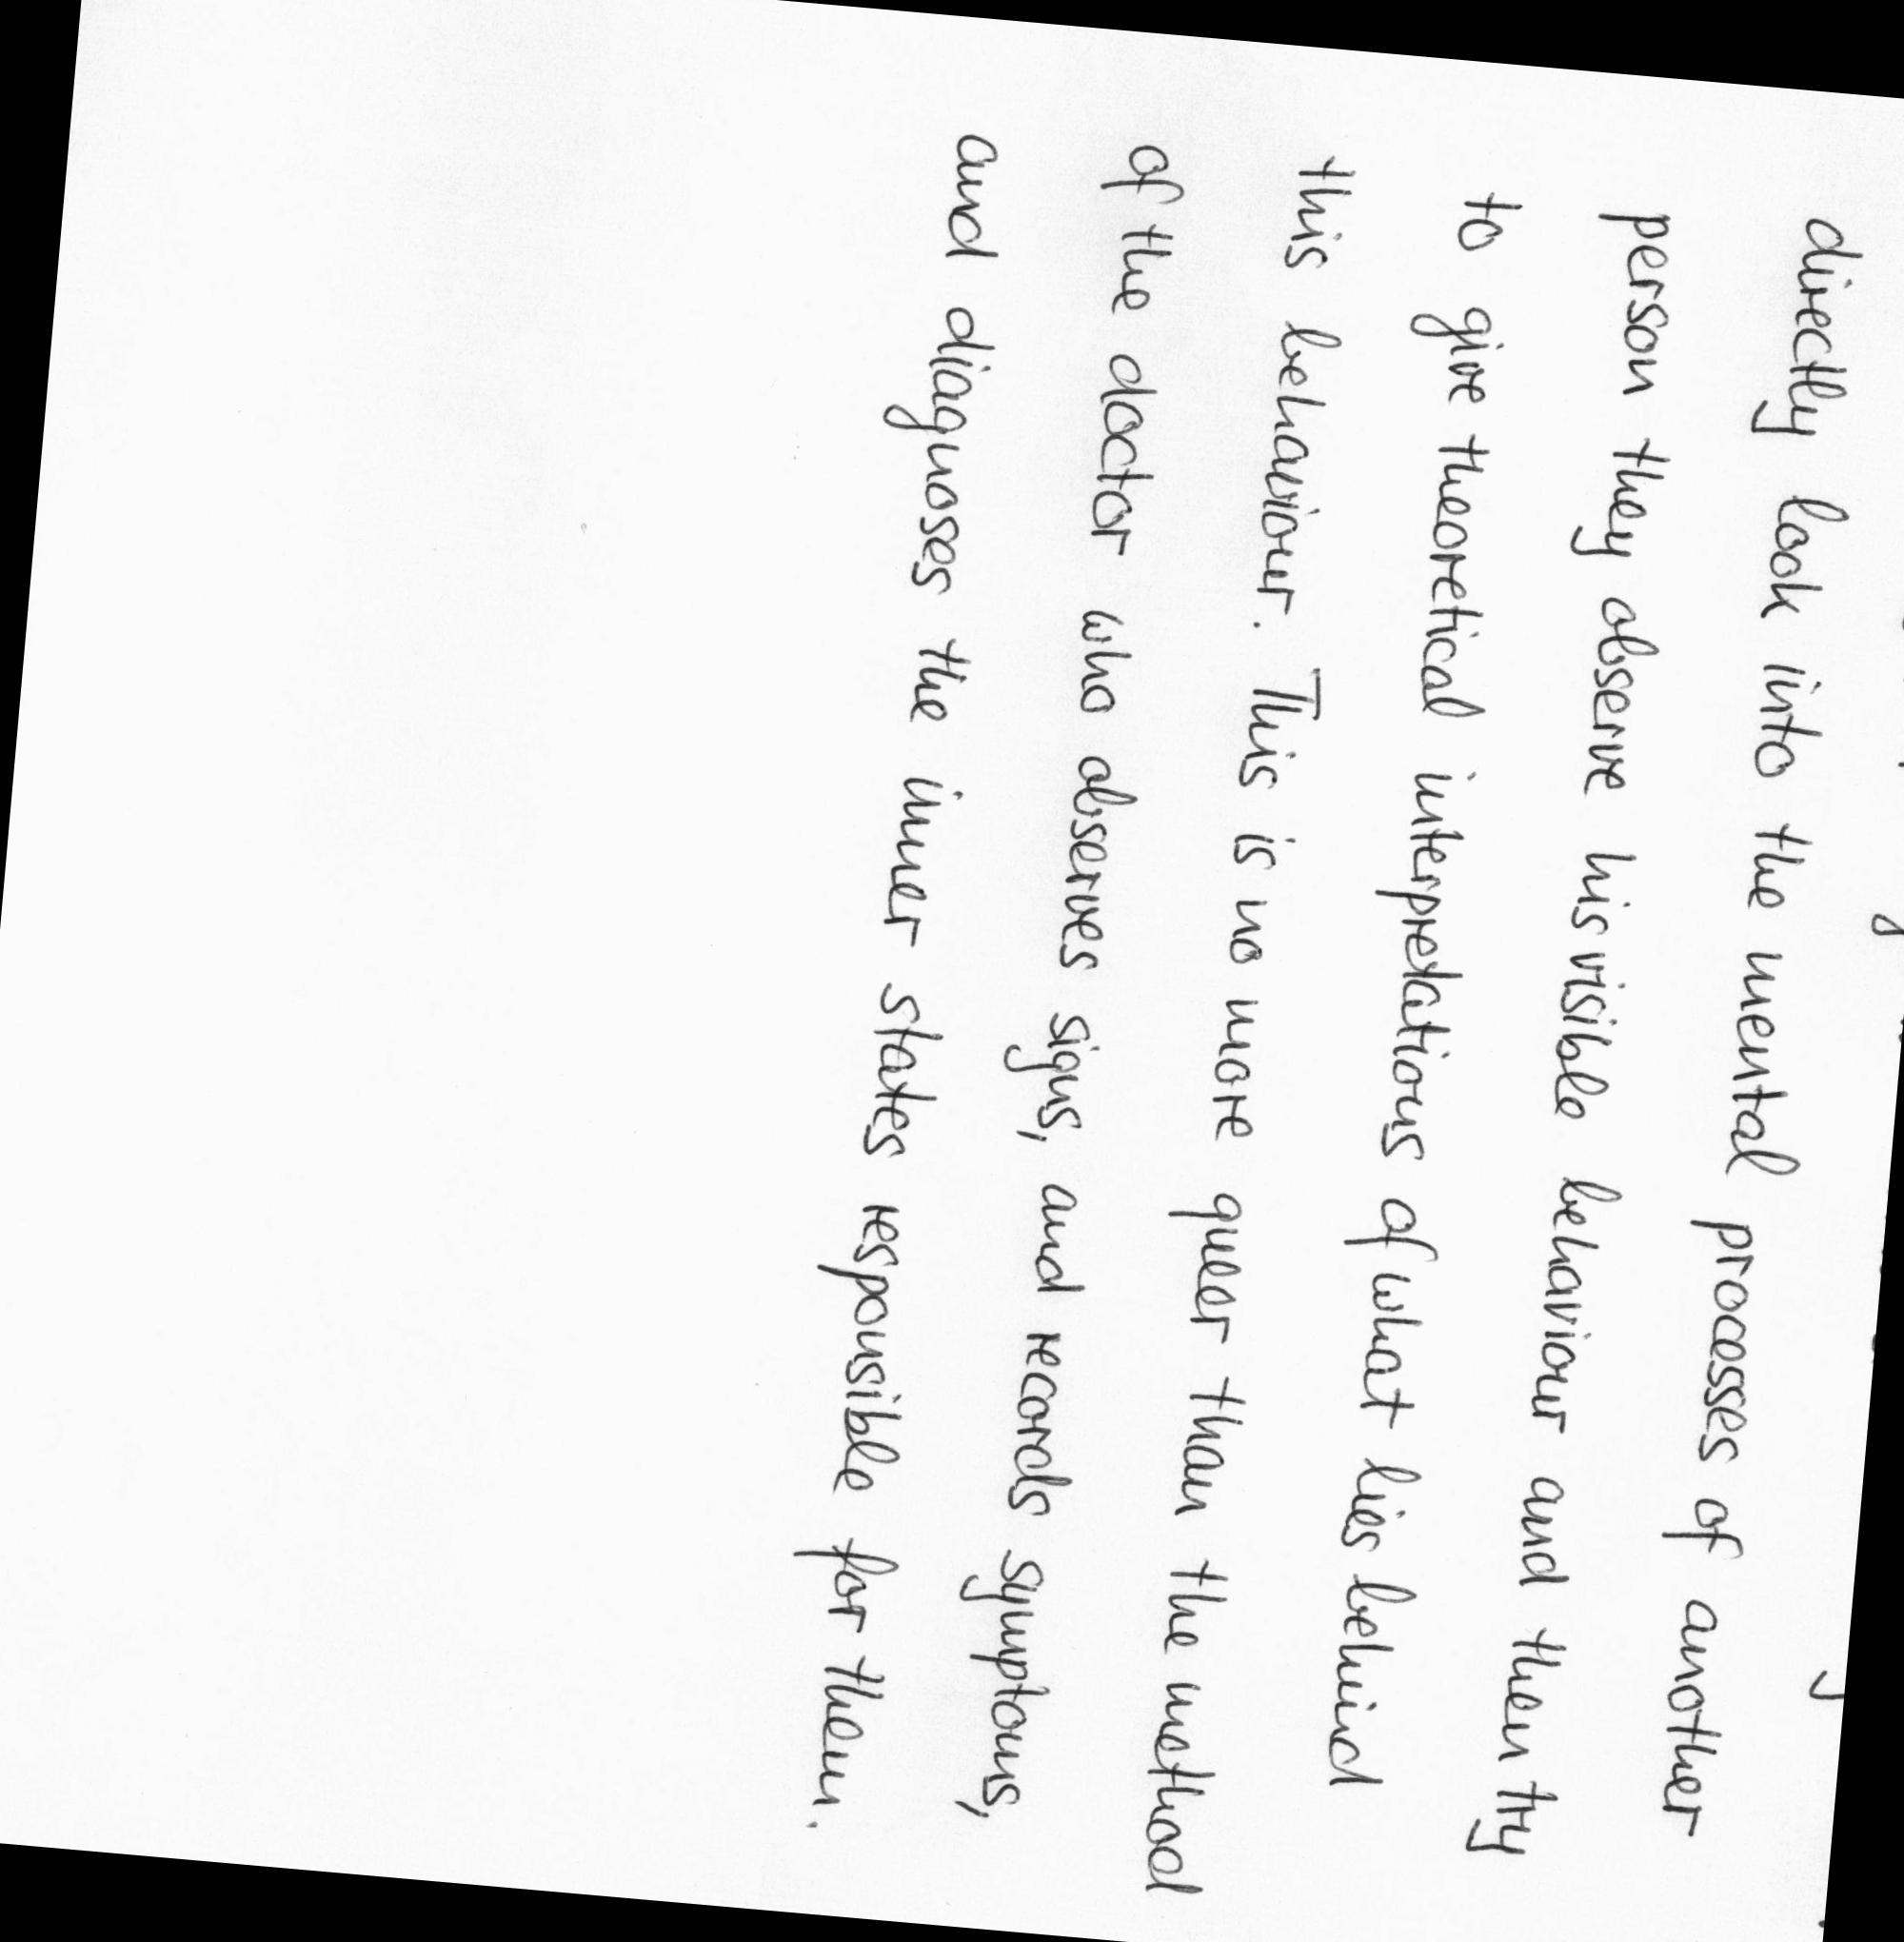 directly look into the mental processes of another
person they observe his visible behaviour and then try
to give theoretical interpretations of what lies behind
this behaviour. This is no more queer than the method
of the doctor who observes signs, and records symptoms,
and diagnoses the inner states responsible for them.